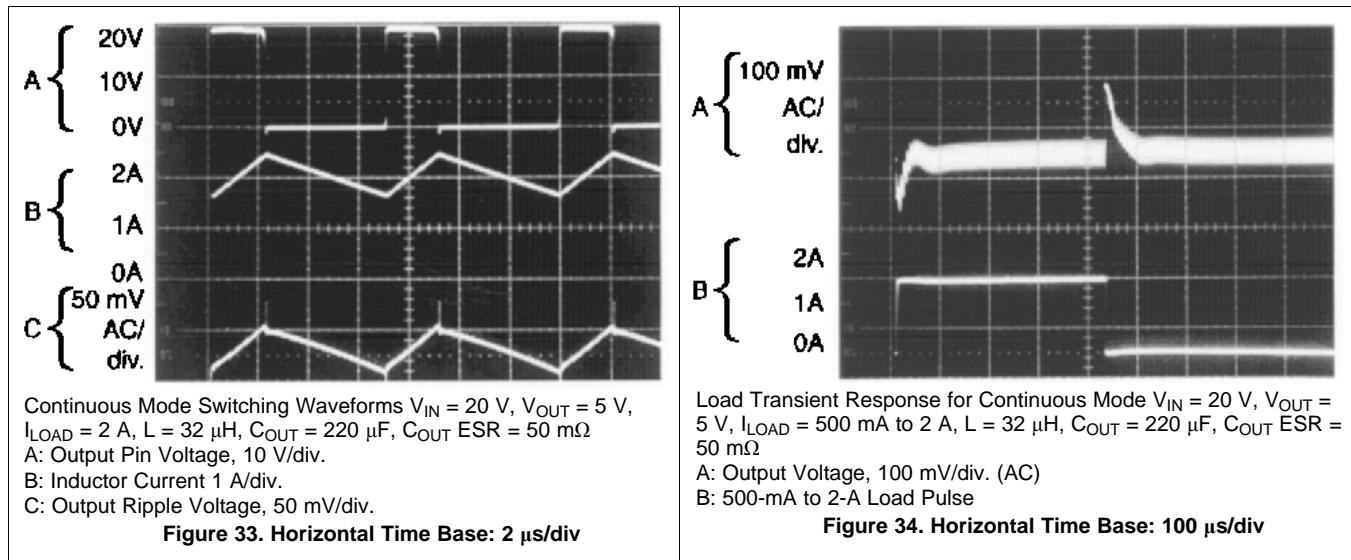 A
20V
10V
0V
B
2A
1A
0A
C
50 mV
AC/
div.
Continuous Mode Switching Waveforms V_IN = 20 V, V_OUT = 5 V,
I_LOAD = 2 A, L = 32 μH, C_OUT = 220 μF, C_OUT ESR = 50 mΩ
A: Output Pin Voltage, 10 V/div.
B: Inductor Current 1 A/div.
C: Output Ripple Voltage, 50 mV/div.
Figure 33. Horizontal Time Base: 2 μs/div
A
100 mV
AC/
div.
B
2A
1A
0A
Load Transient Response for Continuous Mode V_IN = 20 V, V_OUT =
5 V, I_LOAD = 500 mA to 2 A, L = 32 μH, C_OUT = 220 μF, C_OUT ESR =
50 mΩ
A: Output Voltage, 100 mV/div. (AC)
B: 500-mA to 2-A Load Pulse
Figure 34. Horizontal Time Base: 100 μs/div